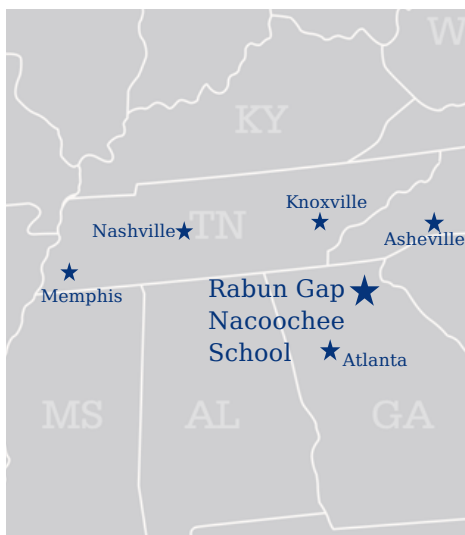 W
KY
Knoxville
Nashville
TN
Asheville
Memphis
Rabun Gap
Nacoochee
School
Atlanta
MS
AL
GA